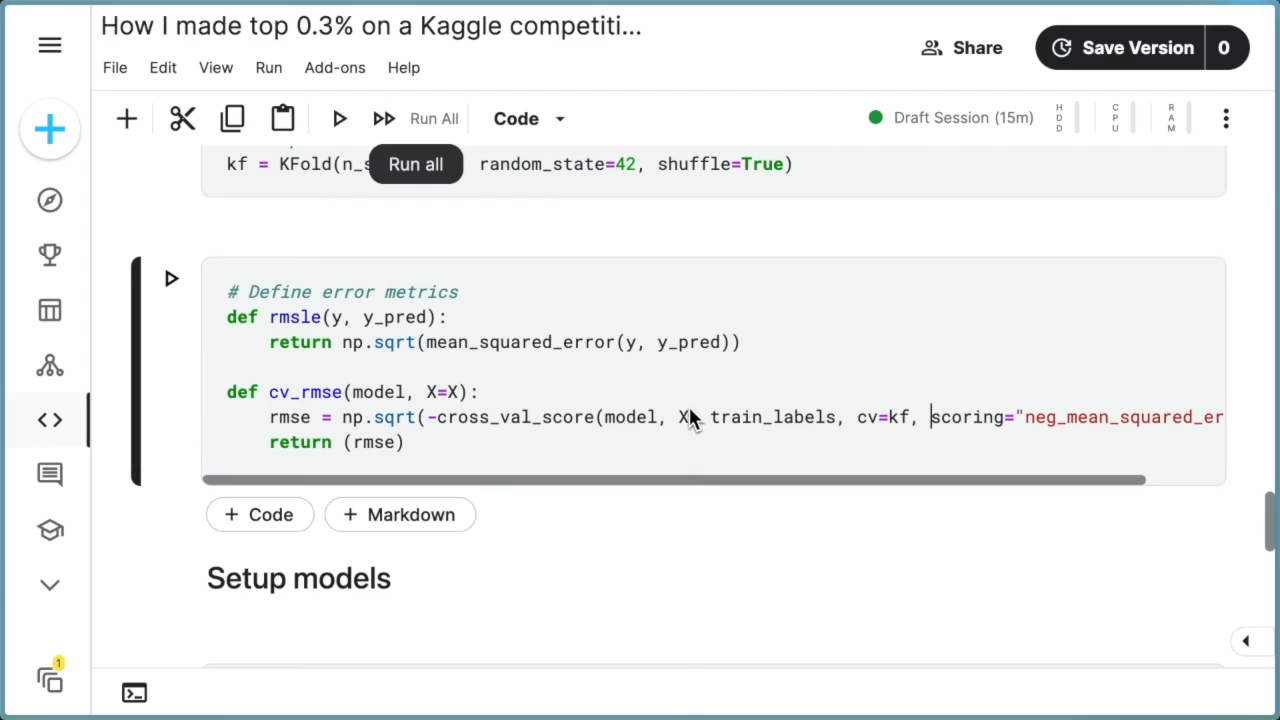 How I made top 0.3% on a Kaggle competiti...
Share
Save Version 0
File Edit View Run Add-ons Help
Run All Code
Draft Session (15m) HDD CPU RAM
kf = KFold(n_s random_state=42, shuffle=True)
Run all
# Define error metrics
def rmsle(y, y_pred):
return np.sqrt(mean_squared_error(y, y_pred))
def cv_rmse(model, X=X):
rmse = np.sqrt(-cross_val_score(model, X, train_labels, cv=kf, scoring="neg_mean_squared_er
return (rmse)
+ Code + Markdown
Setup models
1